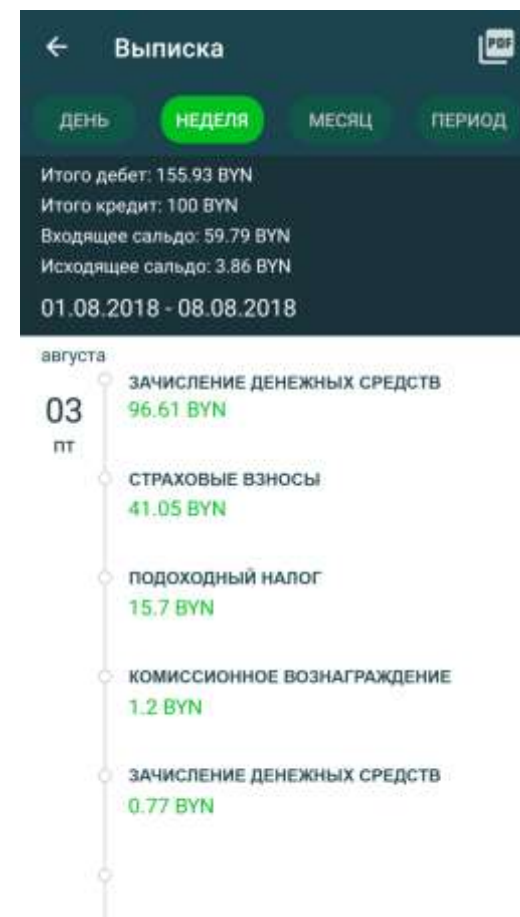 Выписка
PDF
ДЕНЬ НЕДЕЛЯ МЕСЯЦ ПЕРИОД
Итого дебет: 155.93 BYN
Итого кредит: 100 BYN
Входящее сальдо: 59.79 BYN
Исходящее сальдо: 3.86 BYN
01.08.2018 - 08.08.2018
августа
03
пт
ЗАЧИСЛЕНИЕ ДЕНЕЖНЫХ СРЕДСТВ
96.61 BYN
СТРАХОВЫЕ ВЗНОСЫ
41.05 BYN
ПОДОХОДНЫЙ НАЛОГ
15.7 BYN
КОМИССИОННОЕ ВОЗНАГРАЖДЕНИЕ
1.2 BYN
ЗАЧИСЛЕНИЕ ДЕНЕЖНЫХ СРЕДСТВ
0.77 BYN